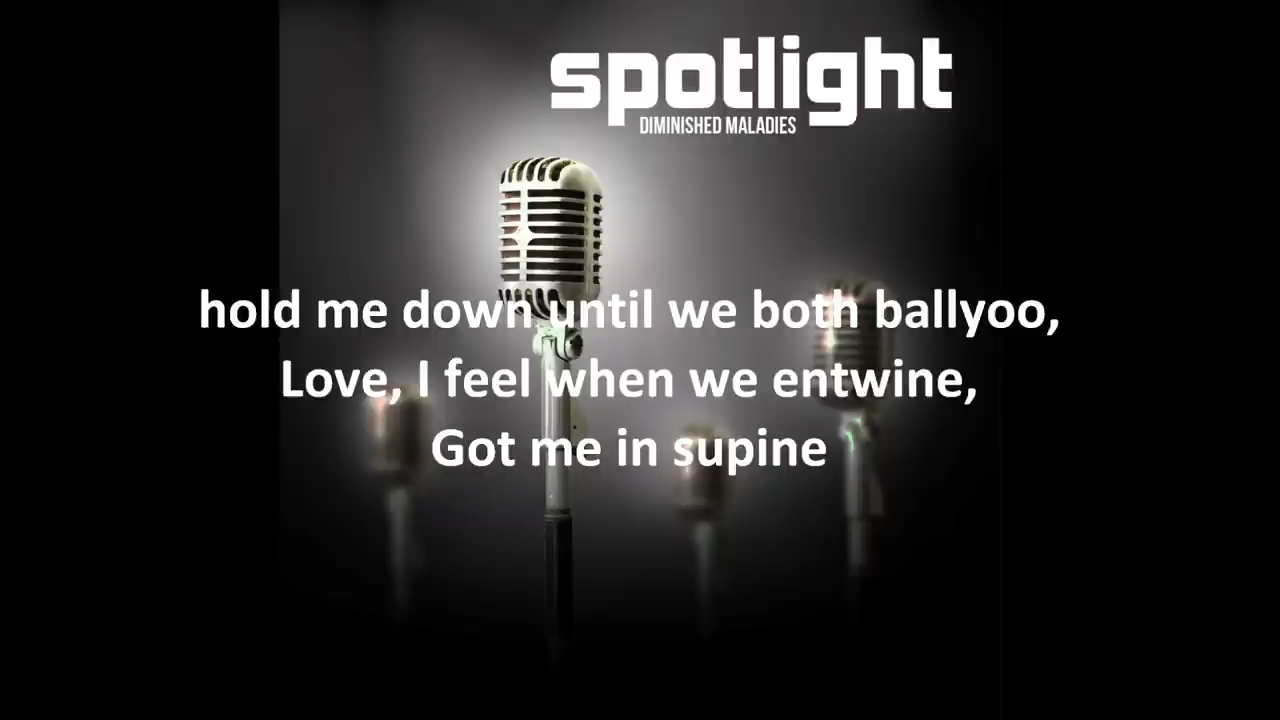 spotlight
DIMINISHED MALADIES
hold me down until we both ballyoo,
Love, I feel when we entwine,
Got me in supine